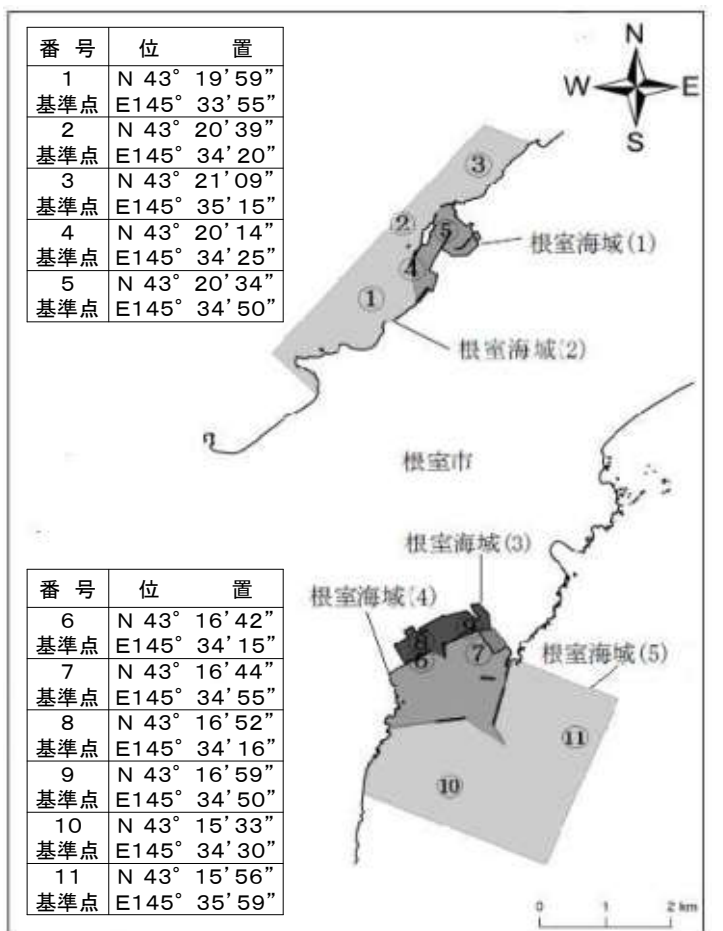 番 号 位 置
1 N 43° 19’59”
基準点 E145° 33’55”
2 N 43° 20’39”
基準点 E145° 34’20”
3 N 43° 21’09”
基準点 E145° 35’15”
4 N 43° 20’14”
基準点 E145° 34’25”
5 N 43° 20’34”
基準点 E145° 34’50”
N
W E
S
③
②
⑤
根室海域(1)
④
①
根室海域(2)
根室市
根室海域(3)
根室海域(4)
9
8
6
⑦
根室海域(5)
⑪
⑩
番 号 位 置
6 N 43° 16’42”
基準点 E145° 34’15”
7 N 43° 16’44”
基準点 E145° 34’55”
8 N 43° 16’52”
基準点 E145° 34’16”
9 N 43° 16’59”
基準点 E145° 34’50”
10 N 43° 15’33”
基準点 E145° 34’30”
11 N 43° 15’56”
基準点 E145° 35’59”
0 1 2 km